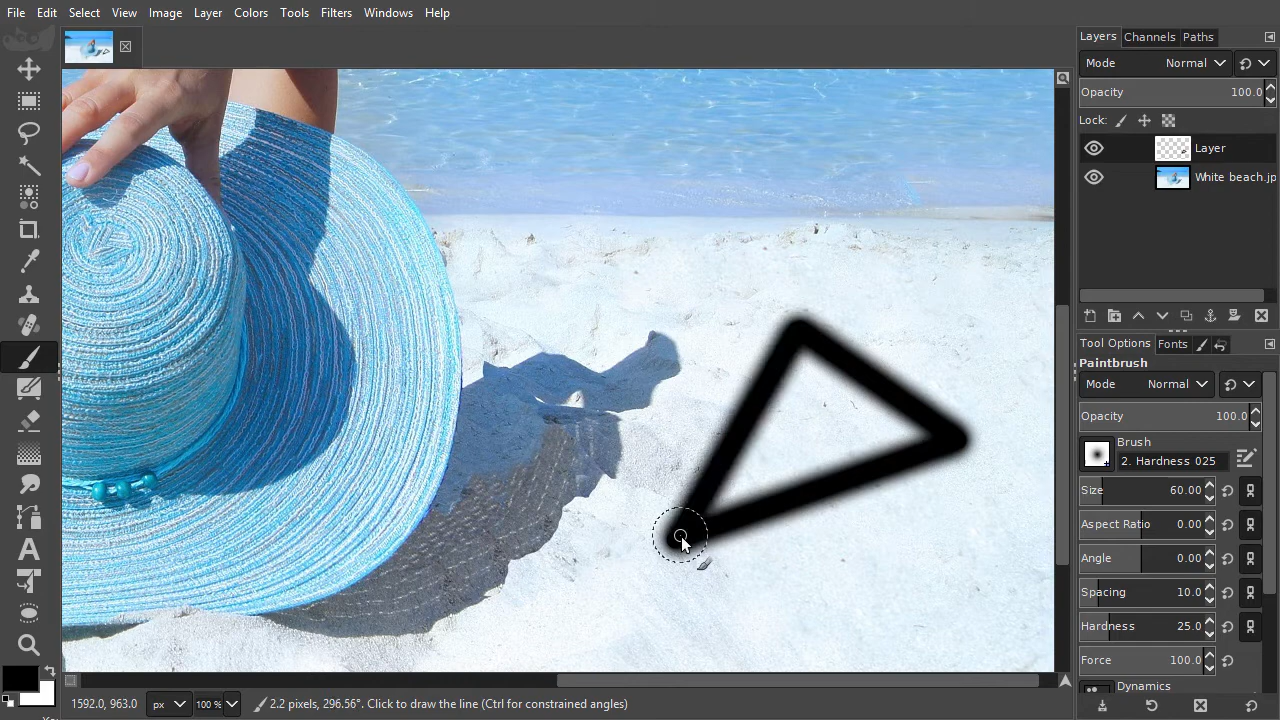 File Edit View Image Layer Colors Tools Filters Windows Help
Layers Channels Paths
Mode Normal
Opacity 100.0
Lock:
Layer
White beach.jp
Tool Options Fonts
Paintbrush
Mode Normal
Opacity 100.0
Brush
2. Hardness 025
Size 60.00
Aspect Ratio 0.00
Angle 0.00
Spacing 10.0
Hardness 25.0
Force 100.0
Dynamics
1592.0, 963.0 px 100 % 2.2 pixels, 296.56°. Click to draw the line (Ctrl for constrained angles)